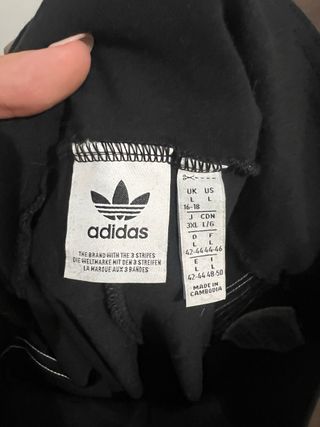 adidas
THE BRAND WITH THE 3 STRIPES
DIE WELTMARKE MIT DEN 3 STREIFEN
LA MARQUE AUX 3 BANDES
UK US
L L
16-18
J CDN
3XL L/G
D F
L L
42-44 44-46
E I
L L
42-44 48-50
MADE IN
CAMBODIA